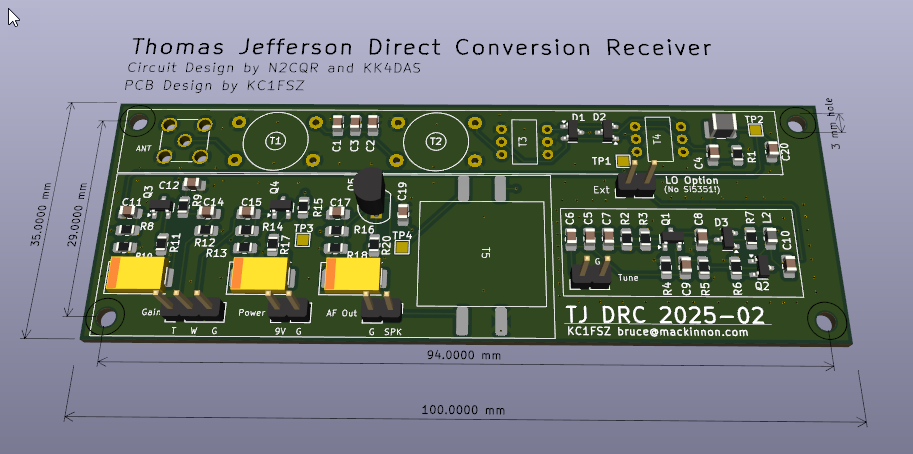 Thomas Jefferson Direct Conversion Receiver
Circuit Design by N2CQR and KK4DAS
PCB Design by KC1FSZ
3 mm hole
35.0000 mm
29.0000 mm
ANT
T1
C1 C3 C2
T2
T3
D1 D2
T4
TP1
TP2
C4
R1
C20
Ext
LO Option
(No Si5351!)
C12
Q3
R9
C11
C14
R8
R11
R12
R10
Q4
C15
R15
R14
TP3
R13
R17
D5
C17
C19
R16
TP4
R18
R20
T5
C6 C5 C7 R2 R3 Q1 C8 D3 R7 L2
C10
G
Tune
R4 C9 R5 R6 Q2
Gain
T W G
Power
9V G
AF Out
G SPK
TJ DRC 2025-02
KC1FSZ bruce@mackinnon.com
94.0000 mm
100.0000 mm